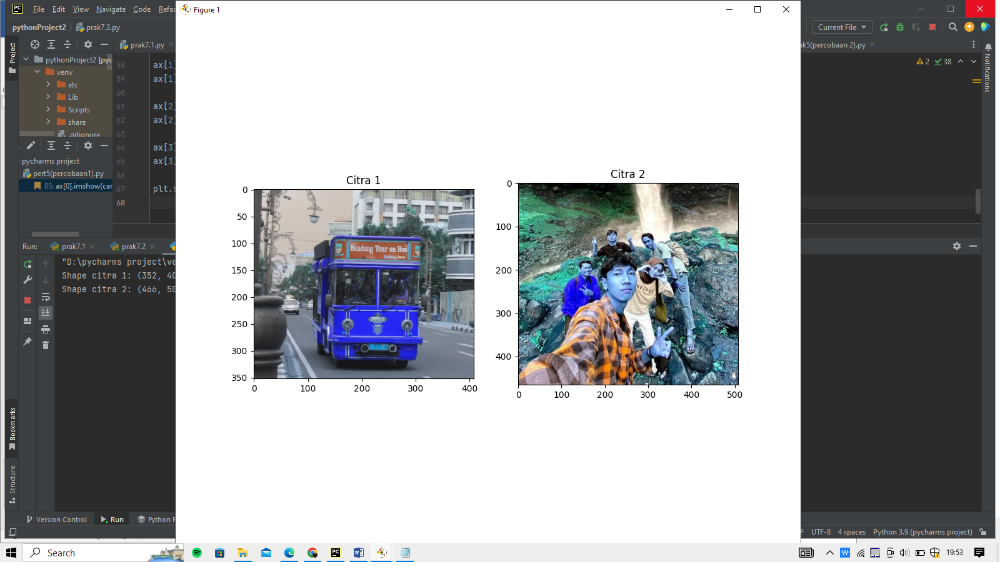 File Edit View Navigate Code Refac
Figure 1
pythonProject2 prak7.3.py
Current File
Project
prak7.1.py
ak5(percobaan 2).py
pythonProject2 [pyc
venv
etc
Lib
Scripts
share
.gitignore
58 ax[1]
59 ax[1]
60
61 ax[2]
62 ax[2]
63
64 ax[3]
65 ax[3]
66
67 plt.s
68
2 38
Notifications
pycharms project
pert5(percobaan1).py
85: ax[0].imshow(car
Citra 1
0
50
100
150
200
250
300
350
0 100 200 300 400
Bandung Tour on Bus
Citra 2
0
100
200
300
400
0 100 200 300 400 500
Run: prak7.1 prak7.2
"D:\pycharms project\ve
Shape citra 1: (352, 40
Shape citra 2: (466, 50
Bookmarks
Structure
Version Control Run Python P
UTF-8 4 spaces Python 3.9 (pycharms project)
Search
19:53